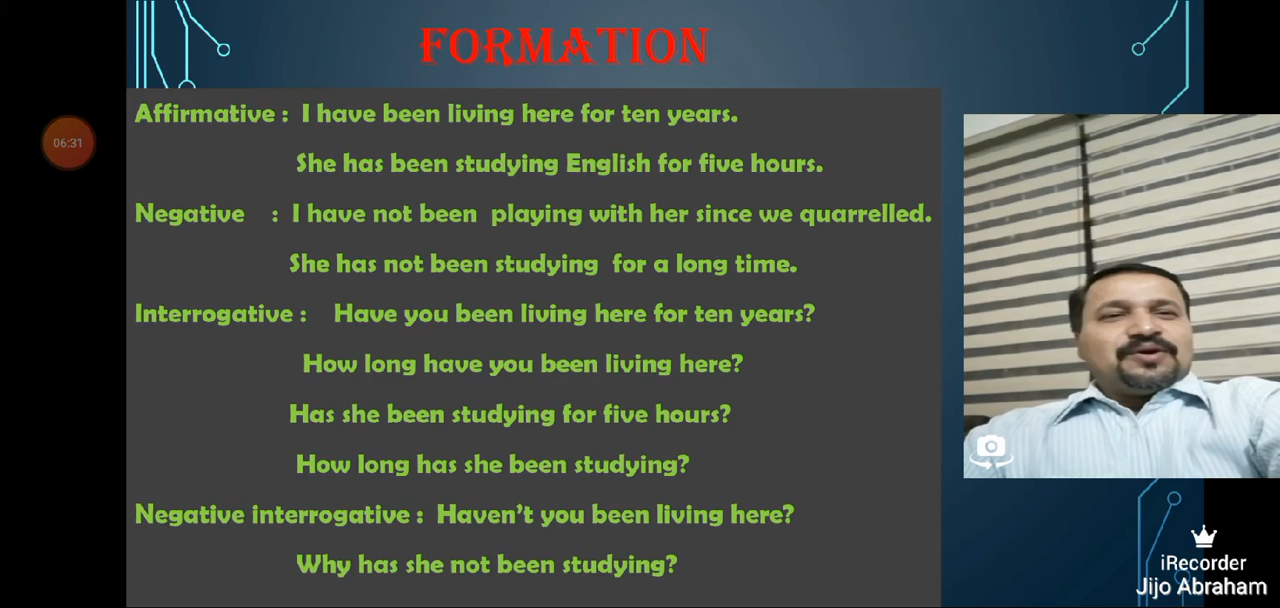 FORMATION
06:31
Affirmative : I have been living here for ten years.
She has been studying English for five hours.
Negative : I have not been playing with her since we quarrelled.
She has not been studying for a long time.
Interrogative : Have you been living here for ten years?
How long have you been living here?
Has she been studying for five hours?
How long has she been studying?
Negative interrogative : Haven't you been living here?
Why has she not been studying?
iRecorder
Jijo Abraham